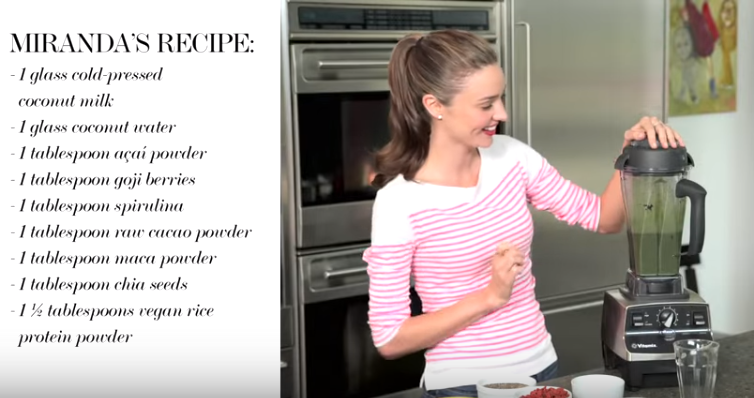 MIRANDA'S RECIPE:
- 1 glass cold-pressed
coconut milk
- 1 glass coconut water
- 1 tablespoon açaí powder
- 1 tablespoon goji berries
- 1 tablespoon spirulina
- 1 tablespoon raw cacao powder
- 1 tablespoon maca powder
- 1 tablespoon chia seeds
- 1 ½ tablespoons vegan rice
protein powder
Vitamix